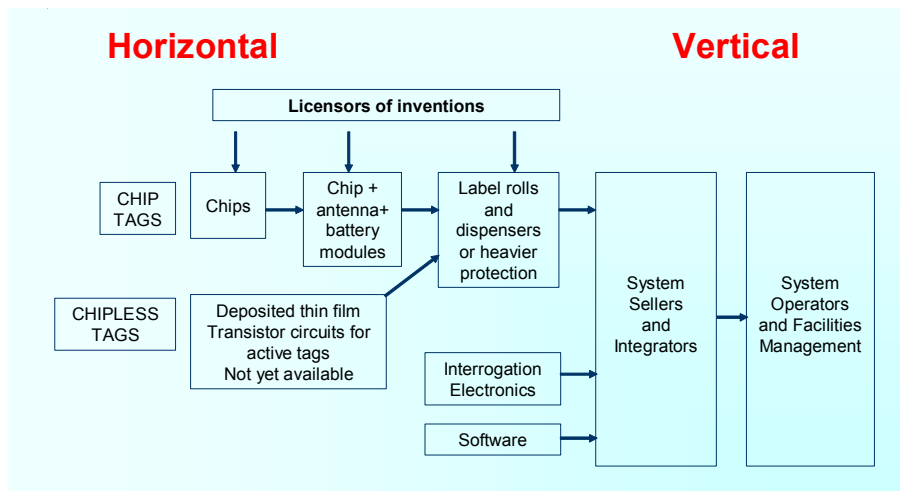 Horizontal
Vertical
Licensors of inventions
CHIP
TAGS
Chips
Chip +
antenna+
battery
modules
Label rolls
and
dispensers
or heavier
protection
System
Sellers
and
Integrators
System
Operators
and Facilities
Management
CHIPLESS
TAGS
Deposited thin film
Transistor circuits for
active tags
Not yet available
Interrogation
Electronics
Software